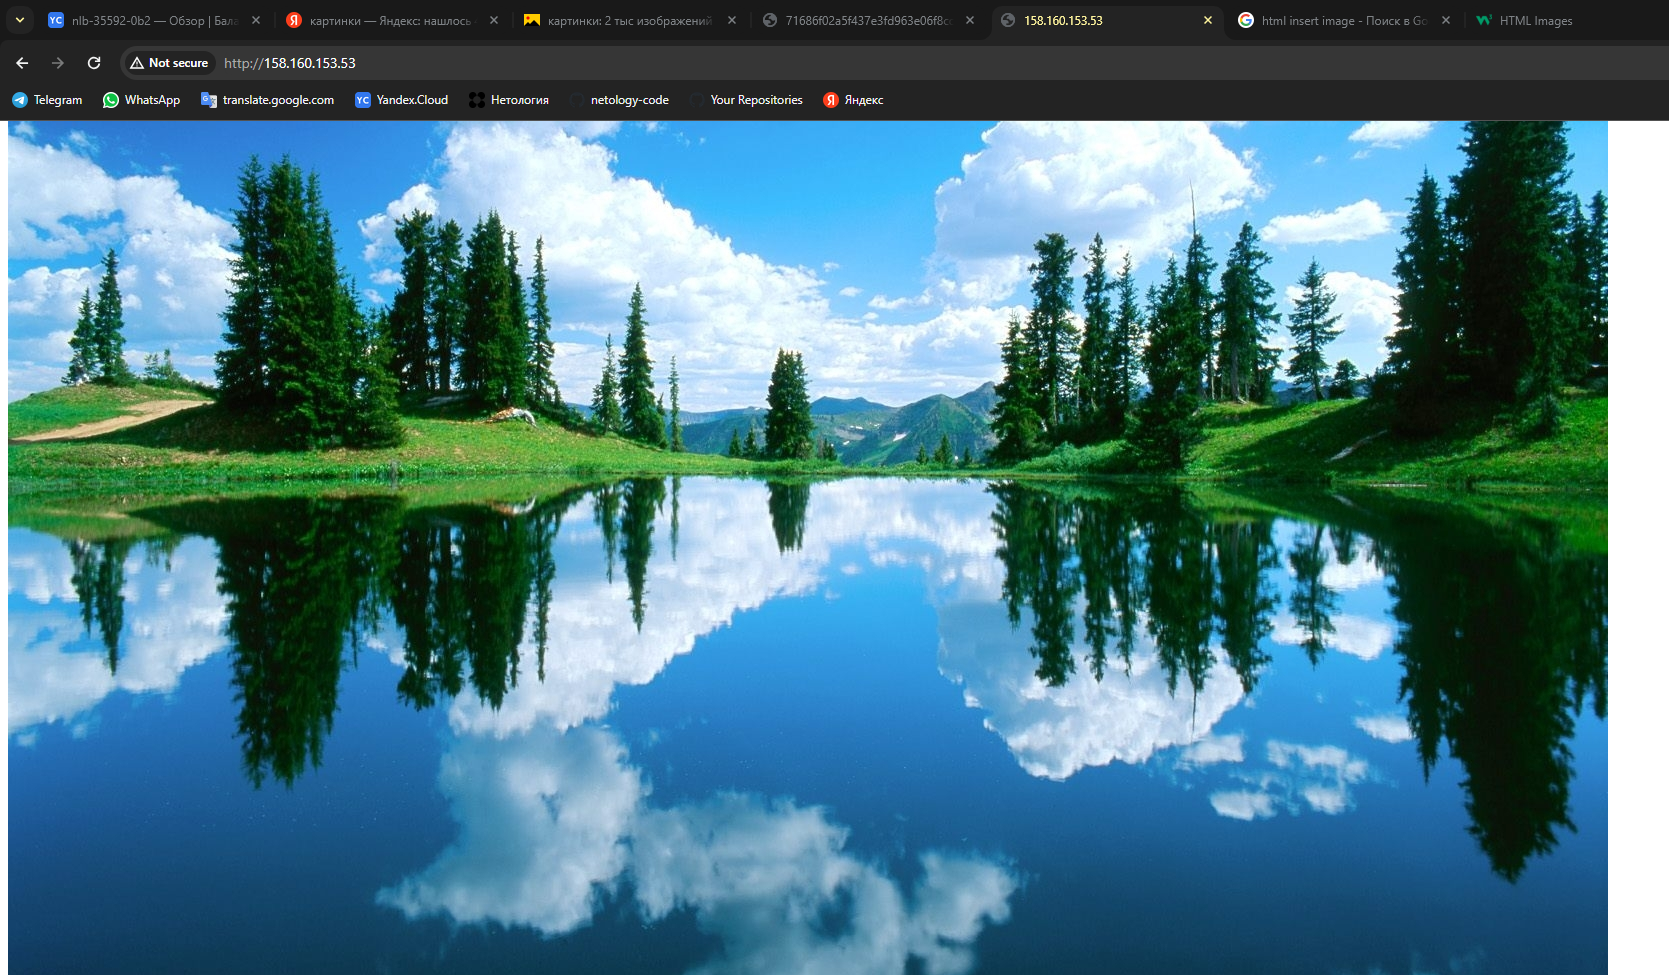 nlb-35592-0b2 — Обзор | Бала
картинки — Яндекс: нашлось
картинки: 2 тыс изображений
71686f02a5f437e3fd963e06f8cc
158.160.153.53
html insert image - Поиск в Go
HTML Images
Not secure
http://158.160.153.53
Telegram
WhatsApp
translate.google.com
YC
Yandex.Cloud
Нетология
netology-code
Your Repositories
Я
Яндекс